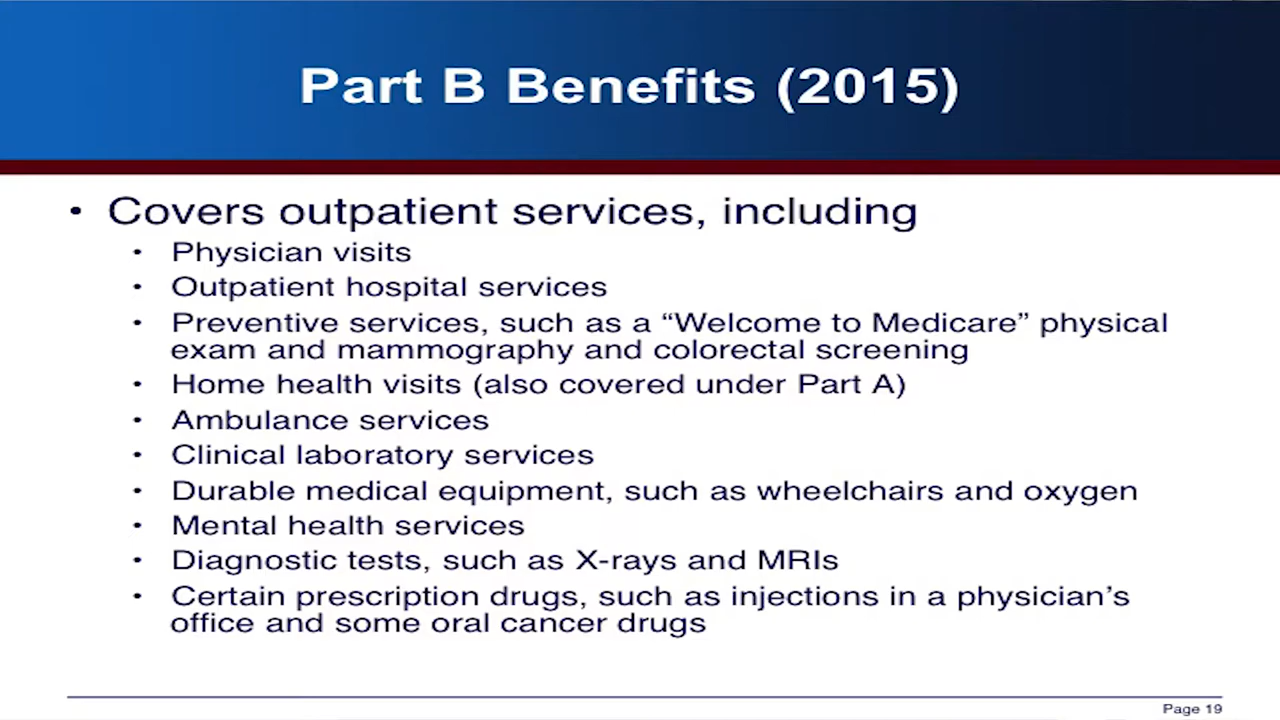 Part B Benefits (2015)
• Covers outpatient services, including
• Physician visits
• Outpatient hospital services
• Preventive services, such as a “Welcome to Medicare” physical
exam and mammography and colorectal screening
• Home health visits (also covered under Part A)
• Ambulance services
• Clinical laboratory services
• Durable medical equipment, such as wheelchairs and oxygen
• Mental health services
• Diagnostic tests, such as X-rays and MRIs
• Certain prescription drugs, such as injections in a physician’s
office and some oral cancer drugs
Page 19